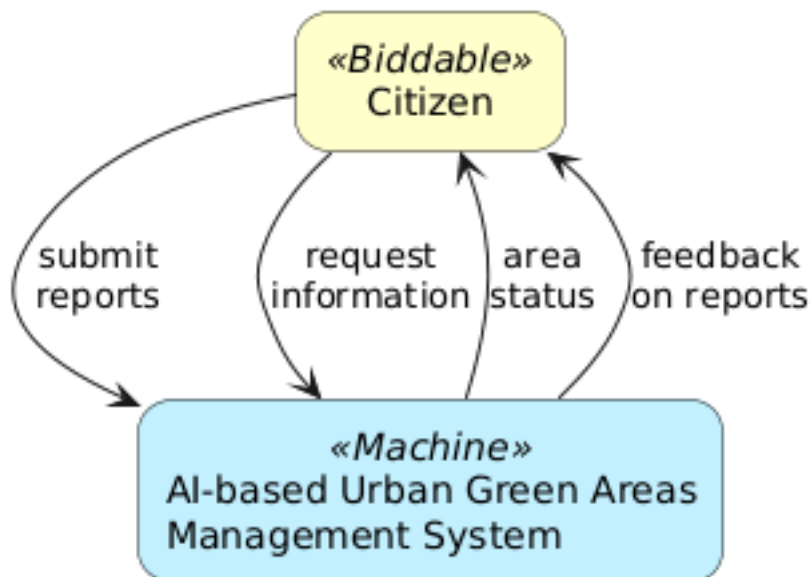 «Biddable»
Citizen
submit
reports
request
information
area
status
feedback
on reports
«Machine»
AI-based Urban Green Areas
Management System